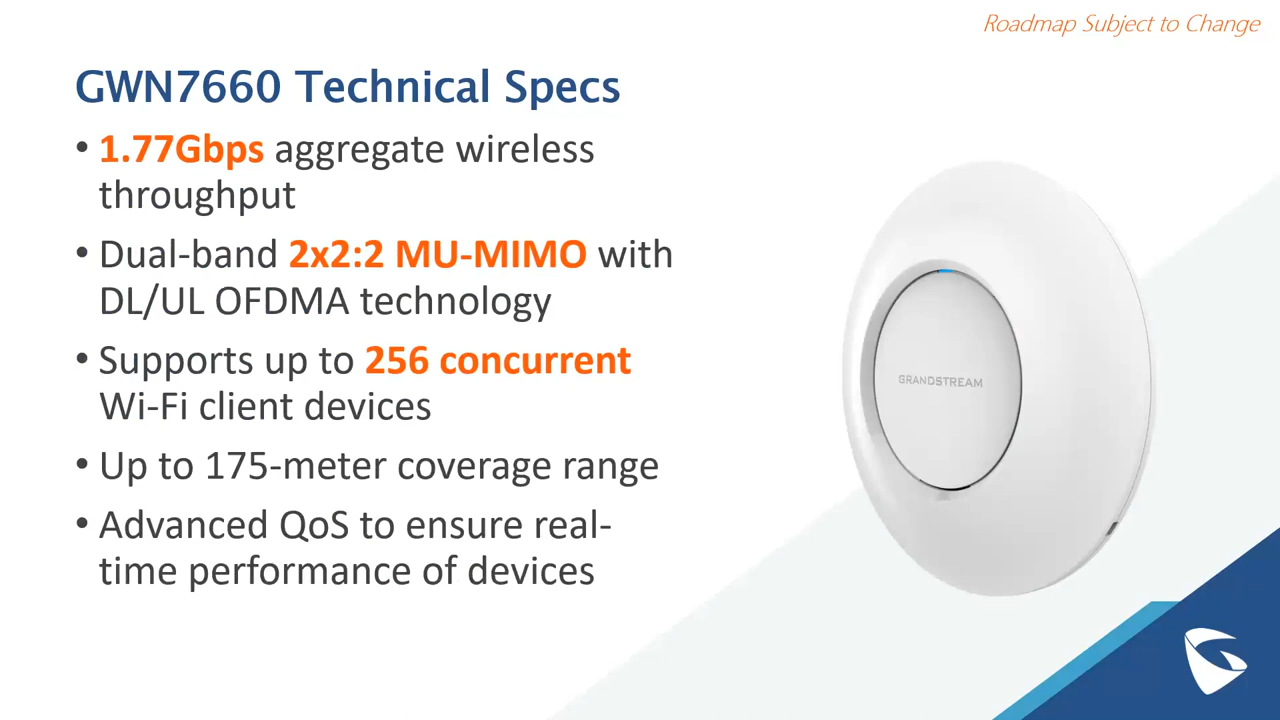 Roadmap Subject to Change
GWN7660 Technical Specs
• 1.77Gbps aggregate wireless
throughput
• Dual-band 2x2:2 MU-MIMO with
DL/UL OFDMA technology
• Supports up to 256 concurrent
Wi-Fi client devices
• Up to 175-meter coverage range
• Advanced QoS to ensure real-
time performance of devices
GRANDSTREAM